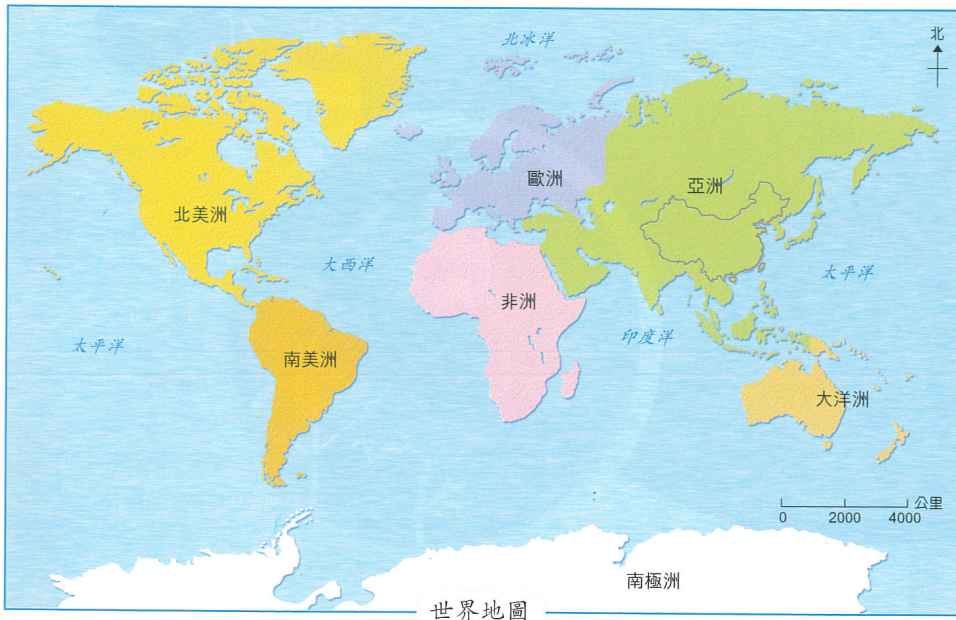 北冰洋
北
歐洲
亞洲
北美洲
大西洋
太平洋
非洲
印度洋
太平洋
南美洲
大洋洲
公里
0 2000 4000
南極洲
世界地圖